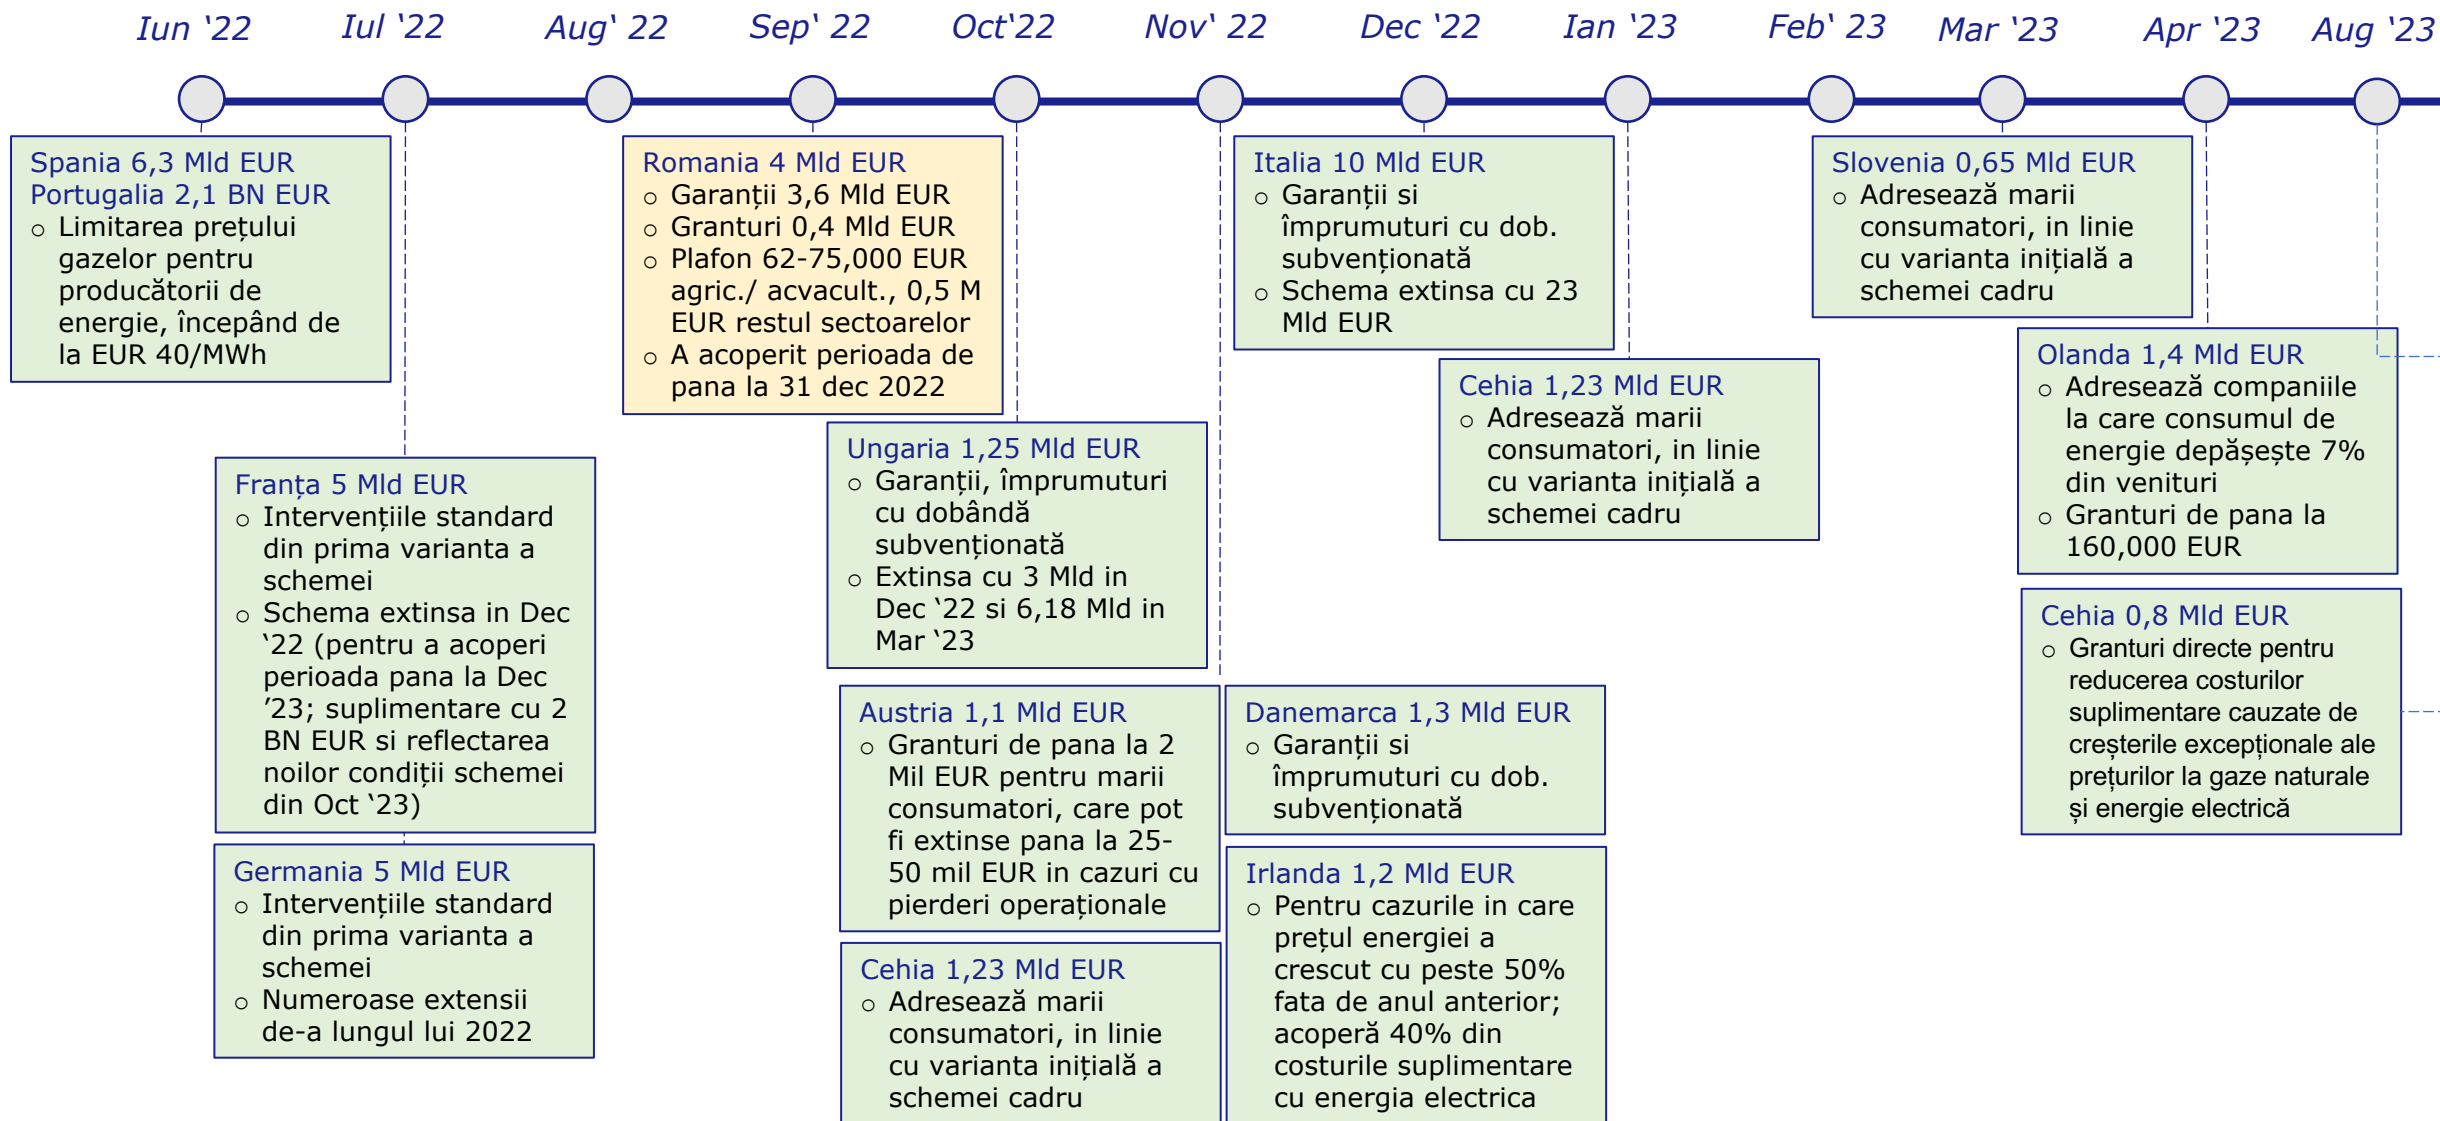 Iun ‘22
Iul ‘22
Aug‘ 22
Sep‘ 22
Oct‘22
Nov‘ 22
Dec ‘22
Ian ‘23
Feb‘ 23
Mar ‘23
Apr ‘23
Aug ‘23
Spania 6,3 Mld EUR
Portugalia 2,1 BN EUR
o Limitarea prețului
gazelor pentru
producătorii de
energie, începând de
la EUR 40/MWh
Franța 5 Mld EUR
o Intervențiile standard
din prima varianta a
schemei
o Schema extinsa in Dec
‘22 (pentru a acoperi
perioada pana la Dec
’23; suplimentare cu 2
BN EUR si reflectarea
noilor condiții schemei
din Oct ‘23)
Germania 5 Mld EUR
o Intervențiile standard
din prima varianta a
schemei
o Numeroase extensii
de-a lungul lui 2022
Romania 4 Mld EUR
o Garanții 3,6 Mld EUR
o Granturi 0,4 Mld EUR
o Plafon 62-75,000 EUR
agric./ acvacult., 0,5 M
EUR restul sectoarelor
o A acoperit perioada de
pana la 31 dec 2022
Ungaria 1,25 Mld EUR
o Garanții, împrumuturi
cu dobândă
subvenționată
o Extinsa cu 3 Mld in
Dec ‘22 si 6,18 Mld in
Mar ‘23
Austria 1,1 Mld EUR
o Granturi de pana la 2
Mil EUR pentru marii
consumatori, care pot
fi extinse pana la 25-
50 mil EUR in cazuri cu
pierderi operaționale
Cehia 1,23 Mld EUR
o Adresează marii
consumatori, in linie
cu varianta inițială a
schemei cadru
Danemarca 1,3 Mld EUR
o Garanții si
împrumuturi cu dob.
subvenționată
Irlanda 1,2 Mld EUR
o Pentru cazurile in care
prețul energiei a
crescut cu peste 50%
fata de anul anterior;
acoperă 40% din
costurile suplimentare
cu energia electrica
Italia 10 Mld EUR
o Garanții si
împrumuturi cu dob.
subvenționată
o Schema extinsa cu 23
Mld EUR
Cehia 1,23 Mld EUR
o Adresează marii
consumatori, in linie
cu varianta inițială a
schemei cadru
Slovenia 0,65 Mld EUR
o Adresează marii
consumatori, in linie
cu varianta inițială a
schemei cadru
Olanda 1,4 Mld EUR
o Adresează companiile
la care consumul de
energie depășește 7%
din venituri
o Granturi de pana la
160,000 EUR
Cehia 0,8 Mld EUR
o Granturi directe pentru
reducerea costurilor
suplimentare cauzate de
creșterile excepționale ale
prețurilor la gaze naturale
și energie electrică